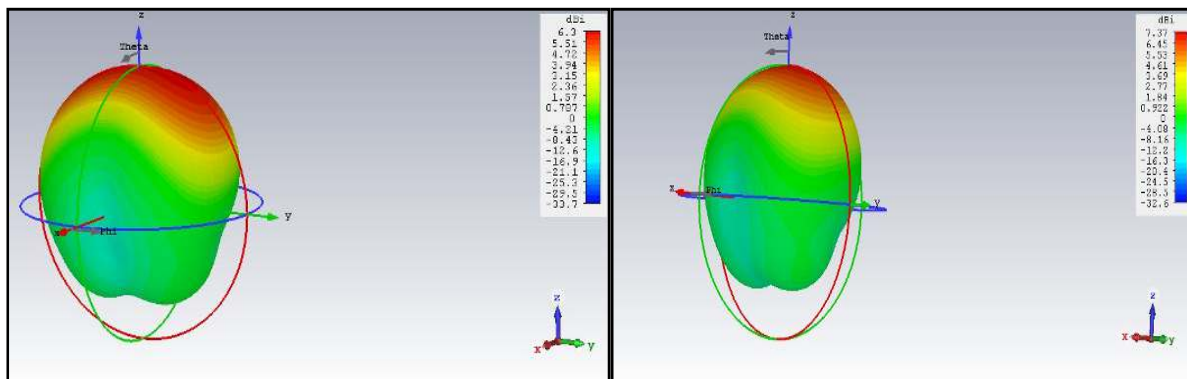 z
Theta
y
x
Phi
dBi
6.3
5.51
4.72
3.94
3.15
2.36
1.57
0.787
0
-4.21
-8.43
-12.6
-16.9
-21.1
-25.3
-29.5
-33.7
z
x
y
z
Theta
x
Phi
y
dBi
7.37
6.45
5.53
4.61
3.69
2.77
1.84
0.922
0
-4.08
-8.16
-12.2
-16.3
-20.4
-24.5
-28.5
-32.6
z
x
y